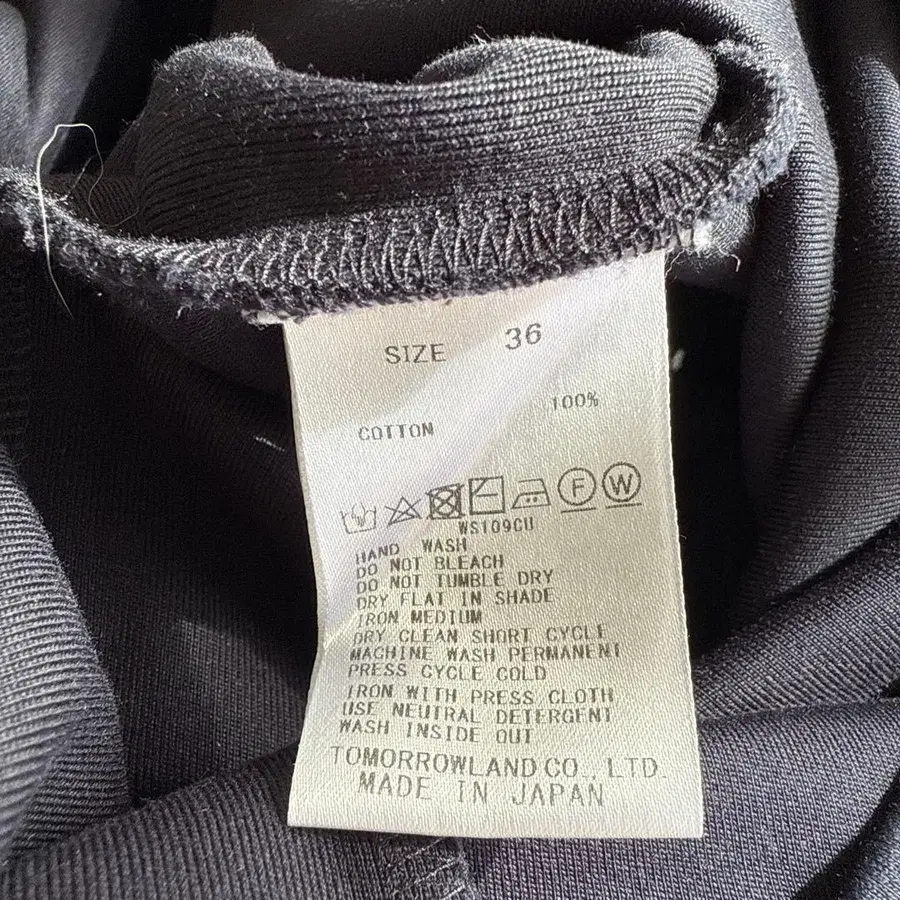 SIZE 36
COTTON 100%
F W
WS109CU
HAND WASH
DO NOT BLEACH
DO NOT TUMBLE DRY
DRY FLAT IN SHADE
IRON MEDIUM
DRY CLEAN SHORT CYCLE
MACHINE WASH PERMANENT
PRESS CYCLE COLD
IRON WITH PRESS CLOTH
USE NEUTRAL DETERGENT
WASH INSIDE OUT
TOMORROWLAND CO., LTD.
MADE IN JAPAN